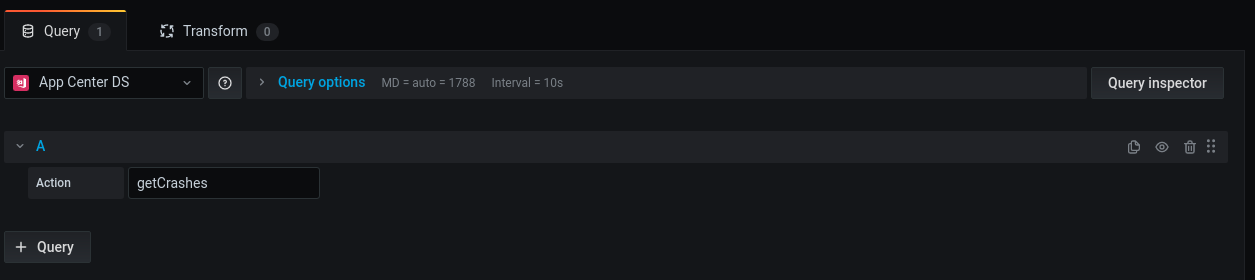 Query 1 Transform 0
App Center DS Query options MD = auto = 1788 Interval = 10s Query inspector
A
Action getCrashes
+ Query